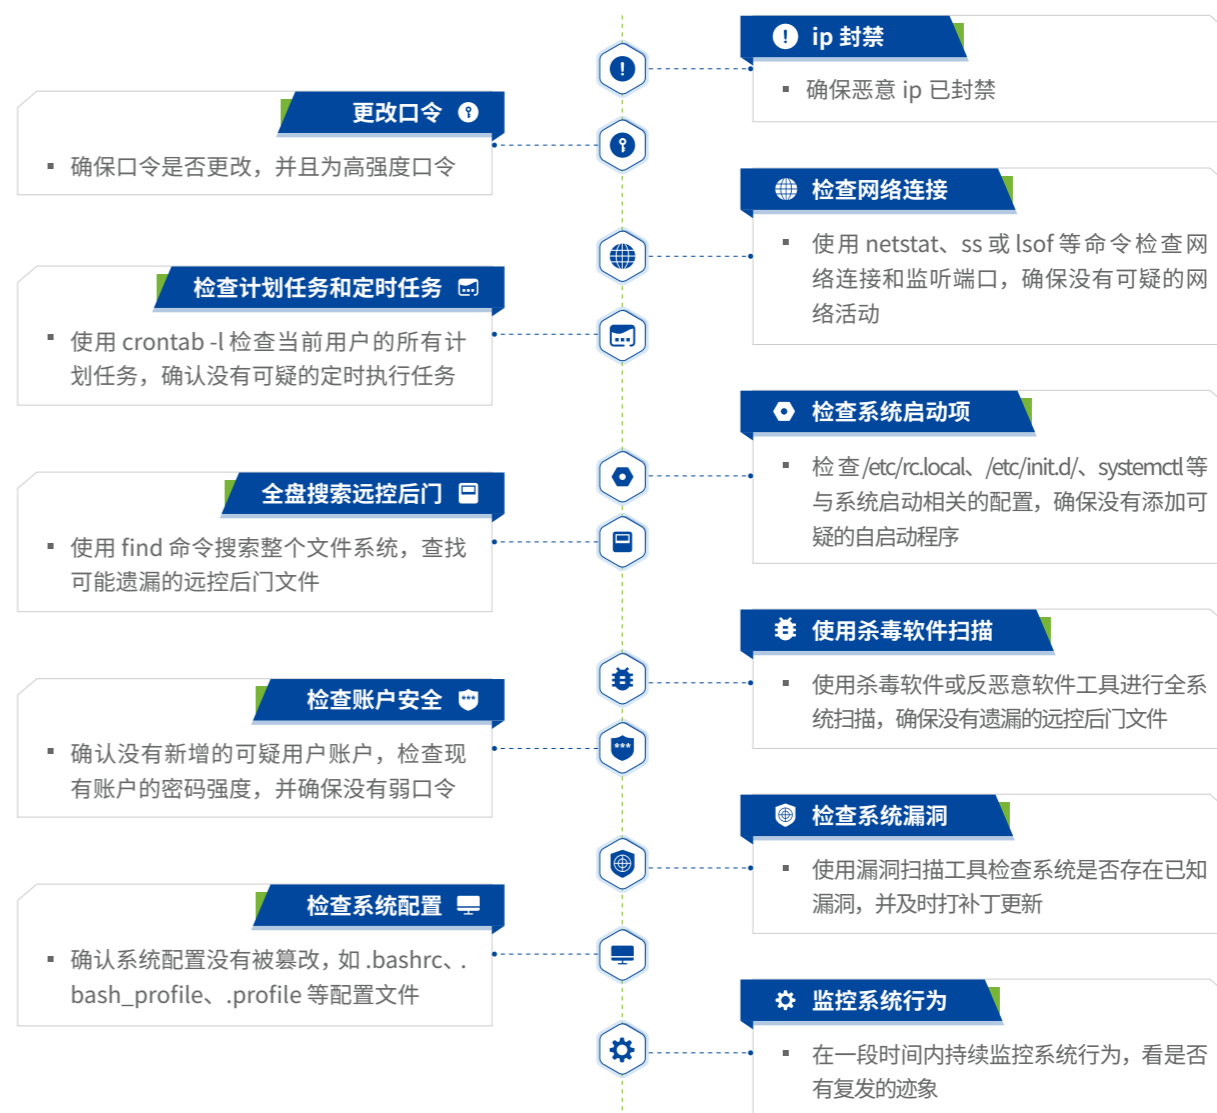 ip 封禁
确保恶意 ip 已封禁
更改口令
确保口令是否更改，并且为高强度口令
检查网络连接
使用 netstat、ss 或 lsof 等命令检查网
络连接和监听端口，确保没有可疑的网
络活动
检查计划任务和定时任务
使用 crontab -l 检查当前用户的所有计
划任务，确认没有可疑的定时执行任务
检查系统启动项
检查/etc/rc.local、/etc/init.d/、systemctl等
与系统启动相关的配置，确保没有添加可
疑的自启动程序
全盘搜索远控后门
使用 find 命令搜索整个文件系统，查找
可能遗漏的远控后门文件
使用杀毒软件扫描
使用杀毒软件或反恶意软件工具进行全系
统扫描，确保没有遗漏的远控后门文件
检查账户安全
确认没有新增的可疑用户账户，检查现
有账户的密码强度，并确保没有弱口令
检查系统漏洞
使用漏洞扫描工具检查系统是否存在已知
漏洞，并及时打补丁更新
检查系统配置
确认系统配置没有被篡改，如 .bashrc、.
bash_profile、.profile 等配置文件
监控系统行为
在一段时间内持续监控系统行为，看是否
有复发的迹象